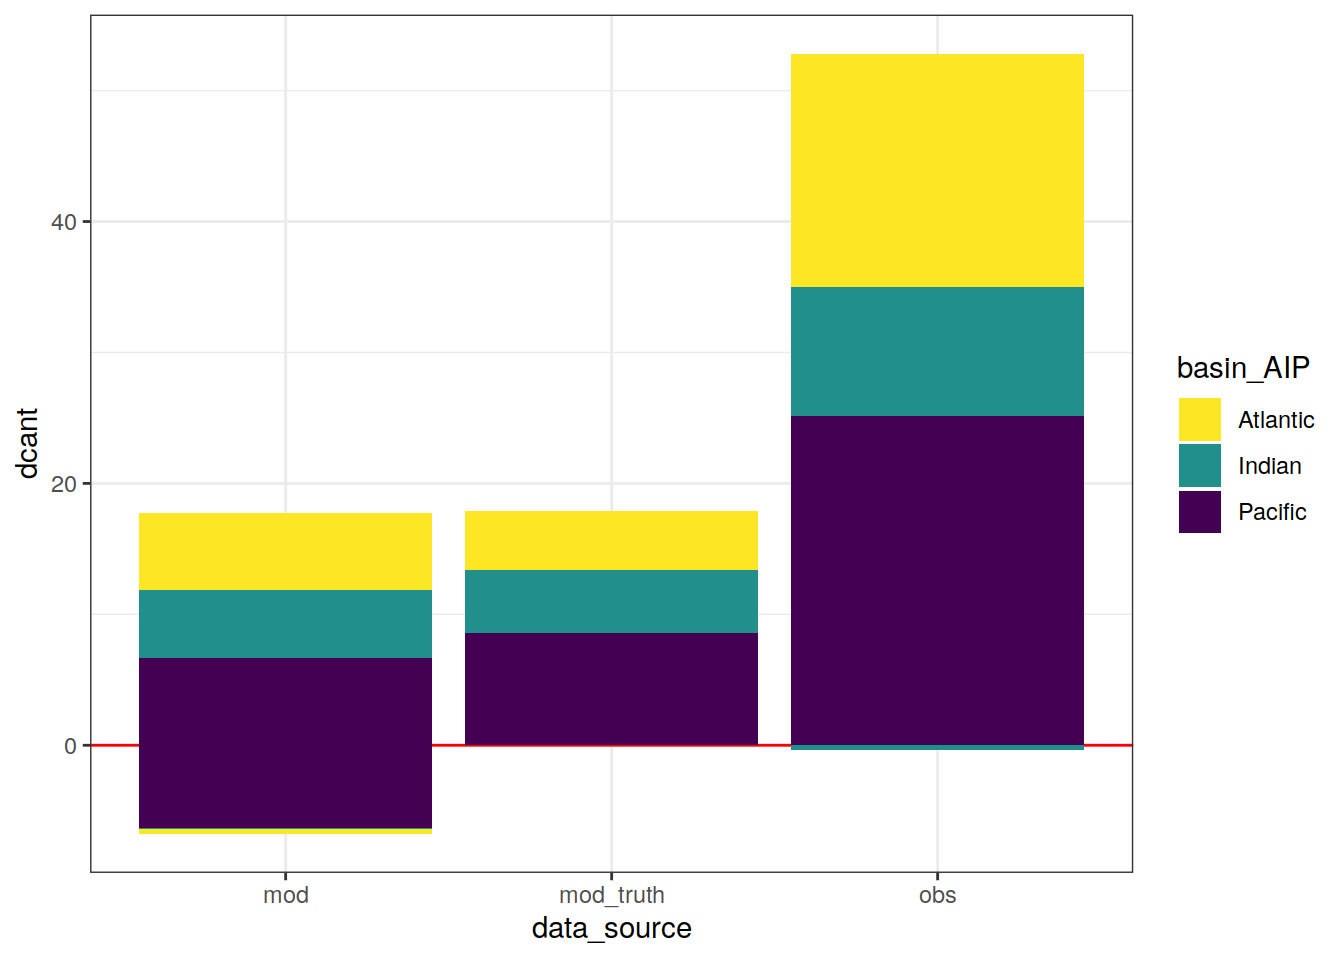 dcant
40
20
0
mod
mod_truth
obs
data_source
basin_AIP
Atlantic
Indian
Pacific